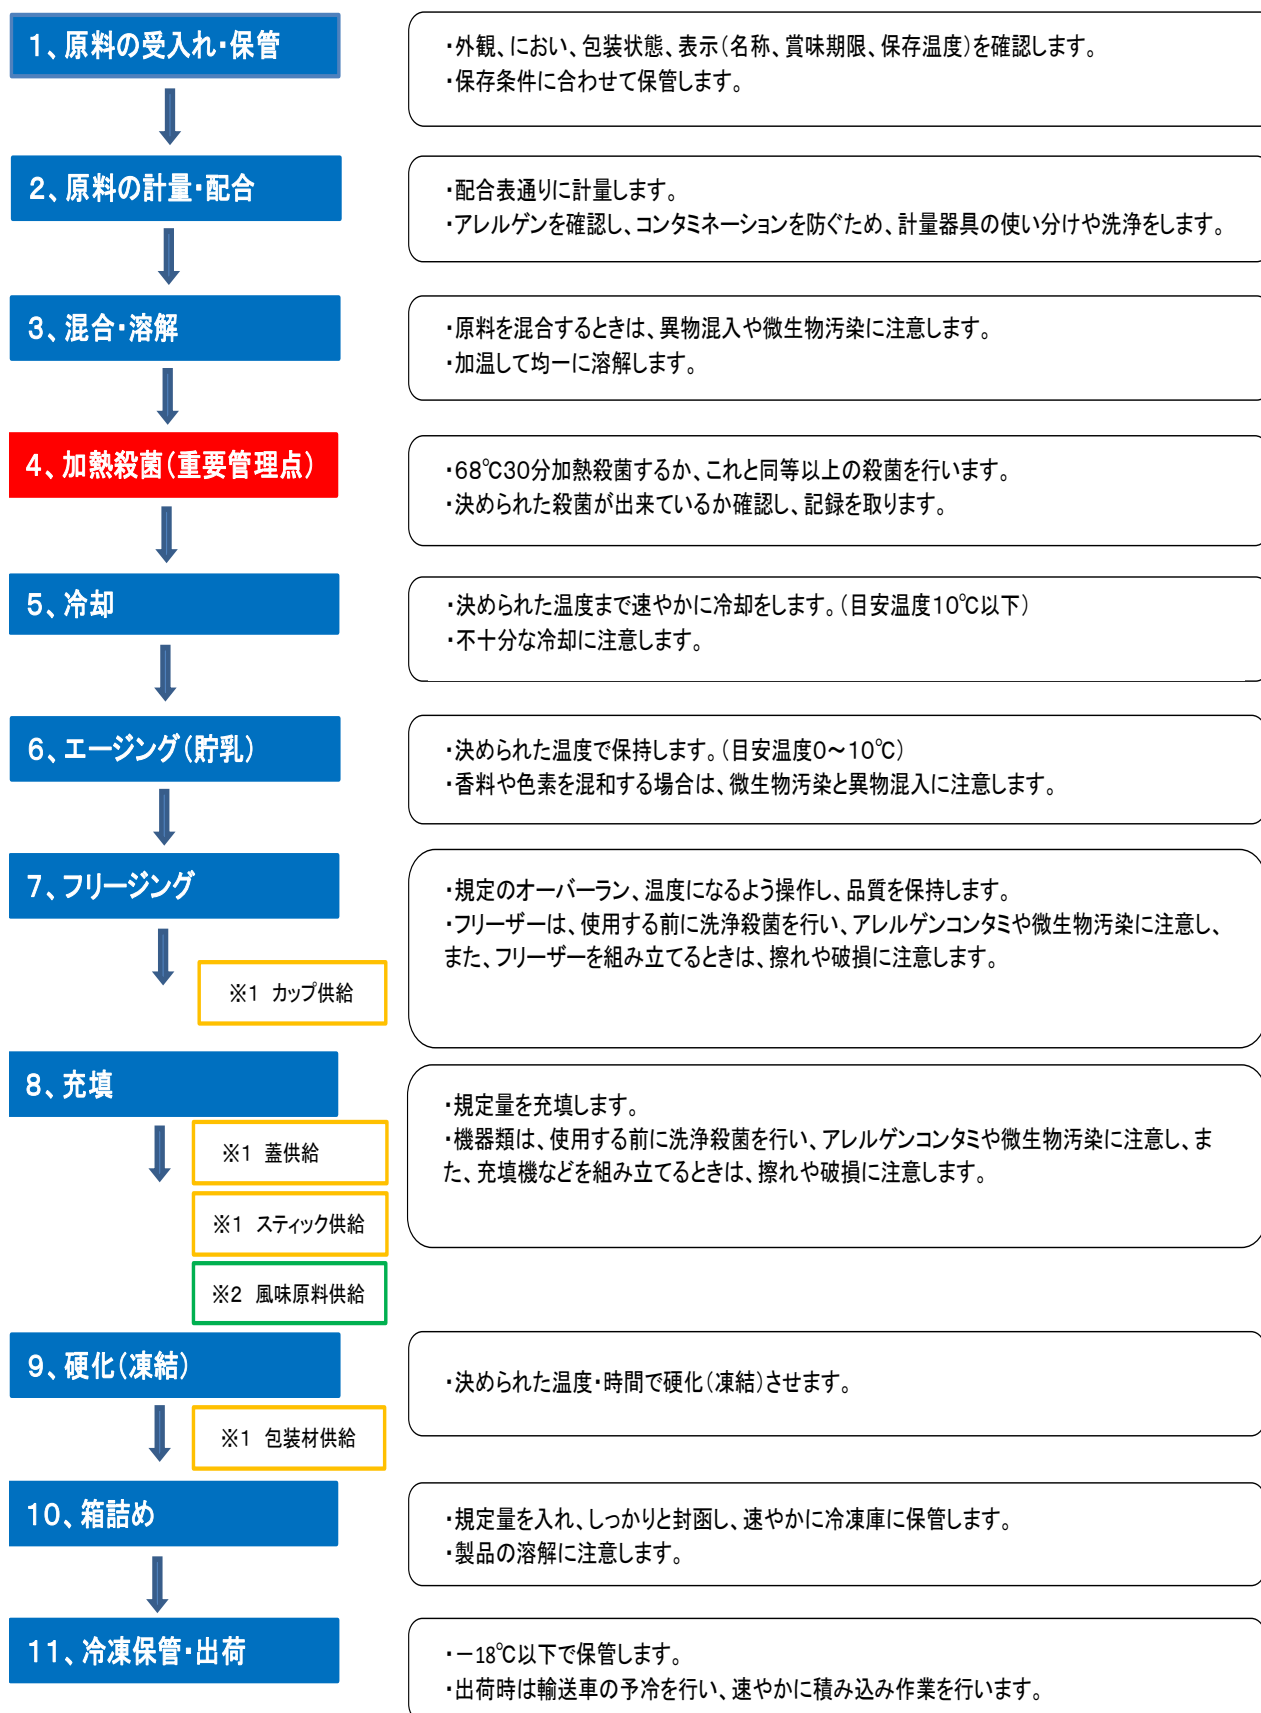 1、原料の受入れ・保管
・外観、におい、包装状態、表示（名称、賞味期限、保存温度）を確認します。
・保存条件に合わせて保管します。
2、原料の計量・配合
・配合表通りに計量します。
・アレルゲンを確認し、コンタミネーションを防ぐため、計量器具の使い分けや洗浄をします。
3、混合・溶解
・原料を混合するときは、異物混入や微生物汚染に注意します。
・加温して均一に溶解します。
4、加熱殺菌（重要管理点）
・68℃30分加熱殺菌するか、これと同等以上の殺菌を行います。
・決められた殺菌が出来ているか確認し、記録を取ります。
5、冷却
・決められた温度まで速やかに冷却をします。（目安温度10℃以下）
・不十分な冷却に注意します。
6、エージング（貯乳）
・決められた温度で保持します。（目安温度0～10℃）
・香料や色素を混和する場合は、微生物汚染と異物混入に注意します。
7、フリージング
・規定のオーバーラン、温度になるよう操作し、品質を保持します。
・フリーザーは、使用する前に洗浄殺菌を行い、アレルゲンコンタミや微生物汚染に注意し、
また、フリーザーを組み立てるときは、擦れや破損に注意します。
※1 カップ供給
8、充填
・規定量を充填します。
・機器類は、使用する前に洗浄殺菌を行い、アレルゲンコンタミや微生物汚染に注意し、ま
た、充填機などを組み立てるときは、擦れや破損に注意します。
※1 蓋供給
※1 スティック供給
※2 風味原料供給
9、硬化（凍結）
・決められた温度・時間で硬化（凍結）させます。
※1 包装材供給
10、箱詰め
・規定量を入れ、しっかりと封函し、速やかに冷凍庫に保管します。
・製品の溶解に注意します。
11、冷凍保管・出荷
・－18℃以下で保管します。
・出荷時は輸送車の予冷を行い、速やかに積み込み作業を行います。